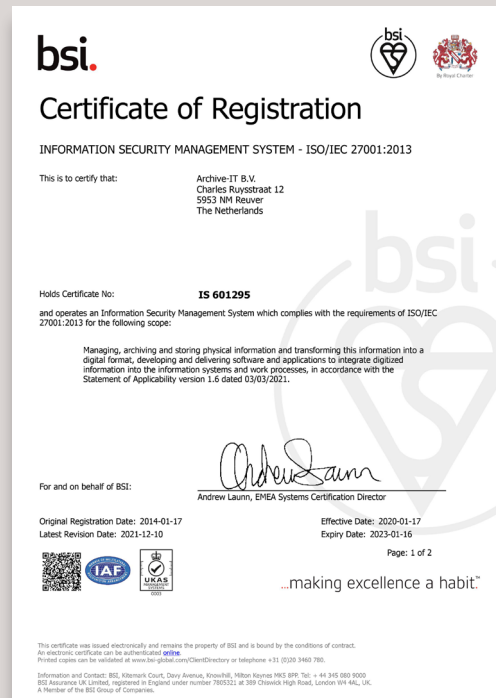 bsi.
bsi
By Royal Charter
Certificate of Registration
INFORMATION SECURITY MANAGEMENT SYSTEM - ISO/IEC 27001:2013
This is to certify that:
Archive-IT B.V.
Charles Ruysstraat 12
5953 NM Reuver
The Netherlands
bsi
Holds Certificate No:
IS 601295
and operates an Information Security Management System which complies with the requirements of ISO/IEC
27001:2013 for the following scope:
Managing, archiving and storing physical information and transforming this information into a
digital format, developing and delivering software and applications to integrate digitized
information into the information systems and work processes, in accordance with the
Statement of Applicability version 1.6 dated 03/03/2021.
For and on behalf of BSI:
Andrew Launn
Andrew Launn, EMEA Systems Certification Director
Original Registration Date: 2014-01-17
Effective Date: 2020-01-17
Latest Revision Date: 2021-12-10
Expiry Date: 2023-01-16
Page: 1 of 2
IAF
UKAS
MANAGEMENT
SYSTEMS
0003
...making excellence a habit.™
This certificate was issued electronically and remains the property of BSI and is bound by the conditions of contract.
An electronic certificate can be authenticated online.
Printed copies can be validated at www.bsi-global.com/ClientDirectory or telephone +31 (0)20 3460 780.
Information and Contact: BSI, Kitemark Court, Davy Avenue, Knowlhill, Milton Keynes MK5 8PP. Tel: + 44 345 080 9000
BSI Assurance UK Limited, registered in England under number 7805321 at 389 Chiswick High Road, London W4 4AL, UK.
A Member of the BSI Group of Companies.